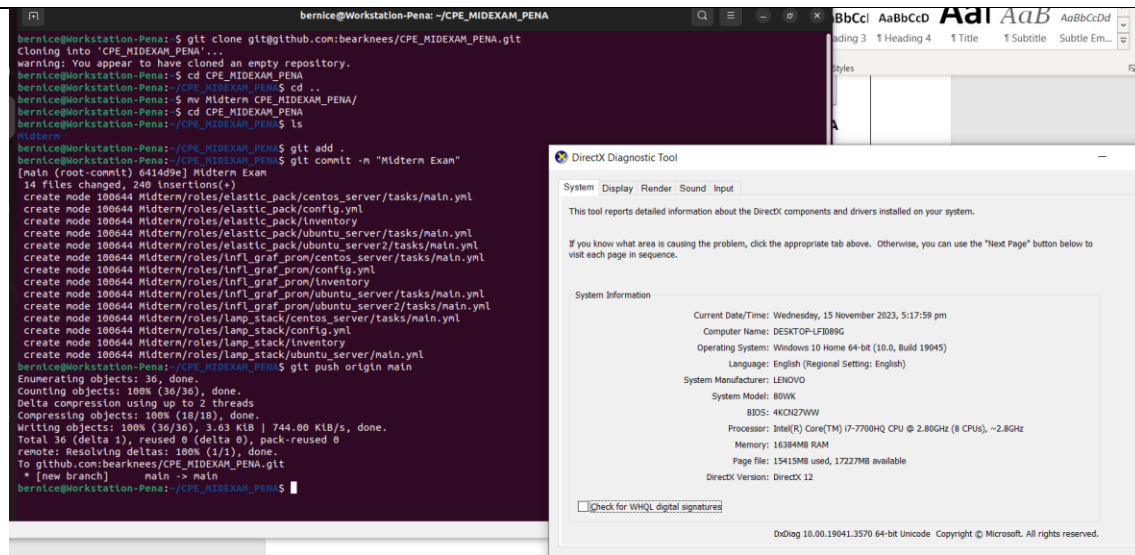 bernice@Workstation-Pena: ~/CPE_MIDEXAM_PENA
bernice@Workstation-Pena:~$ git clone git@github.com:bearknees/CPE_MIDEXAM_PENA.git
Cloning into 'CPE_MIDEXAM_PENA'...
warning: You appear to have cloned an empty repository.
bernice@Workstation-Pena:~$ cd CPE_MIDEXAM_PENA
bernice@Workstation-Pena:~/CPE_MIDEXAM_PENA$ cd ..
bernice@Workstation-Pena:~$ mv Midterm CPE_MIDEXAM_PENA/
bernice@Workstation-Pena:~$ cd CPE_MIDEXAM_PENA
bernice@Workstation-Pena:~/CPE_MIDEXAM_PENA$ ls
Midterm
bernice@Workstation-Pena:~/CPE_MIDEXAM_PENA$ git add .
bernice@Workstation-Pena:~/CPE_MIDEXAM_PENA$ git commit -m "Midterm Exam"
[main (root-commit) 6414d9e] Midterm Exam
14 files changed, 240 insertions(+)
create mode 100644 Midterm/roles/elastic_pack/centos_server/tasks/main.yml
create mode 100644 Midterm/roles/elastic_pack/config.yml
create mode 100644 Midterm/roles/elastic_pack/inventory
create mode 100644 Midterm/roles/elastic_pack/ubuntu_server/tasks/main.yml
create mode 100644 Midterm/roles/elastic_pack/ubuntu_server2/tasks/main.yml
create mode 100644 Midterm/roles/infl_graf_prom/centos_server/tasks/main.yml
create mode 100644 Midterm/roles/infl_graf_prom/config.yml
create mode 100644 Midterm/roles/infl_graf_prom/inventory
create mode 100644 Midterm/roles/infl_graf_prom/ubuntu_server/tasks/main.yml
create mode 100644 Midterm/roles/infl_graf_prom/ubuntu_server2/tasks/main.yml
create mode 100644 Midterm/roles/lamp_stack/centos_server/tasks/main.yml
create mode 100644 Midterm/roles/lamp_stack/config.yml
create mode 100644 Midterm/roles/lamp_stack/inventory
create mode 100644 Midterm/roles/lamp_stack/ubuntu_server/main.yml
bernice@Workstation-Pena:~/CPE_MIDEXAM_PENA$ git push origin main
Enumerating objects: 36, done.
Counting objects: 100% (36/36), done.
Delta compression using up to 2 threads
Compressing objects: 100% (18/18), done.
Writing objects: 100% (36/36), 3.63 KiB | 744.00 KiB/s, done.
Total 36 (delta 1), reused 0 (delta 0), pack-reused 0
remote: Resolving deltas: 100% (1/1), done.
To github.com:bearknees/CPE_MIDEXAM_PENA.git
* [new branch]      main -> main
bernice@Workstation-Pena:~/CPE_MIDEXAM_PENA$
BbCcI AaBbCcD AaI AaB AaBbCcDd
ading 3 ¶ Heading 4 ¶ Title ¶ Subtitle Subtle Em...
Styles
DirectX Diagnostic Tool
System Display Render Sound Input
This tool reports detailed information about the DirectX components and drivers installed on your system.
If you know what area is causing the problem, click the appropriate tab above. Otherwise, you can use the "Next Page" button below to
visit each page in sequence.
System Information
Current Date/Time: Wednesday, 15 November 2023, 5:17:59 pm
Computer Name: DESKTOP-LFI089G
Operating System: Windows 10 Home 64-bit (10.0, Build 19045)
Language: English (Regional Setting: English)
System Manufacturer: LENOVO
System Model: 80WK
BIOS: 4KCN27WW
Processor: Intel(R) Core(TM) i7-7700HQ CPU @ 2.80GHz (8 CPUs), ~2.8GHz
Memory: 16384MB RAM
Page file: 15415MB used, 17227MB available
DirectX Version: DirectX 12
Check for WHQL digital signatures
DxDiag 10.00.19041.3570 64-bit Unicode Copyright © Microsoft. All rights reserved.